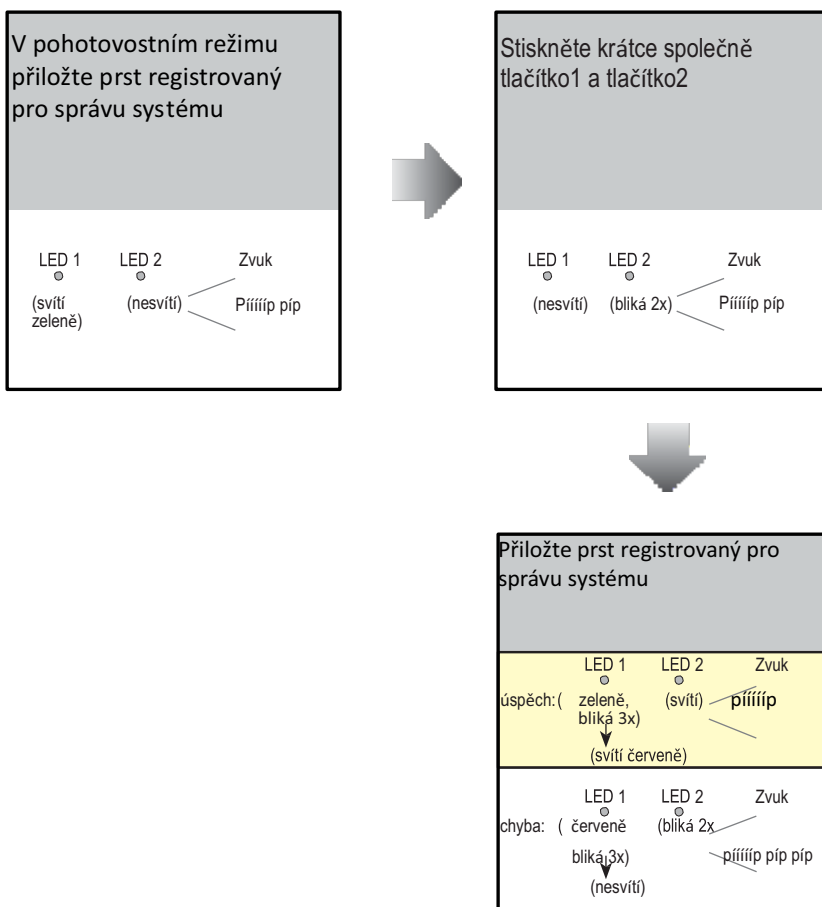 V pohotovostním režimu
přiložte prst registrovaný
pro správu systému
LED 1 LED 2 Zvuk
(svítí
zeleně)
(nesvítí)
Píííííp píp
Stiskněte krátce společně
tlačítko1 a tlačítko2
LED 1 LED 2 Zvuk
(nesvítí) (bliká 2x) Píííííp píp
Přiložte prst registrovaný pro
správu systému
LED 1 LED 2 Zvuk
úspěch:( zeleně, (svítí) píííííp
bliká 3x)
(svítí červeně)
LED 1 LED 2 Zvuk
chyba: ( červeně (bliká 2x
bliká 3x) píííííp píp píp
(nesvítí)